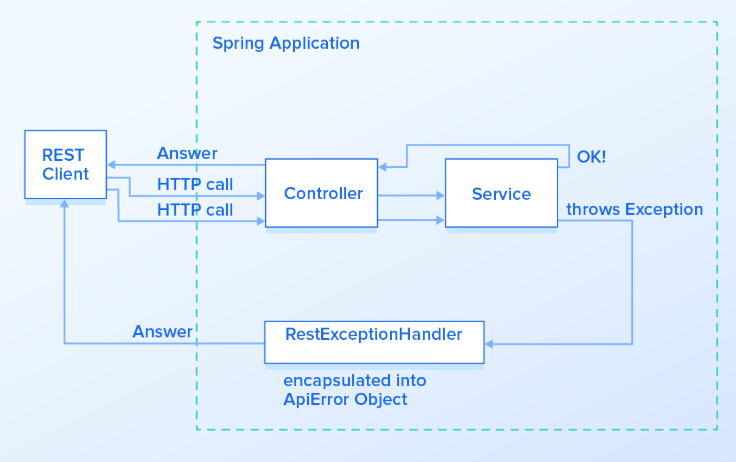 Spring Application
REST
Client
Answer
HTTP call
HTTP call
Controller
Service
OK!
throws Exception
Answer
RestExceptionHandler
encapsulated into
ApiError Object